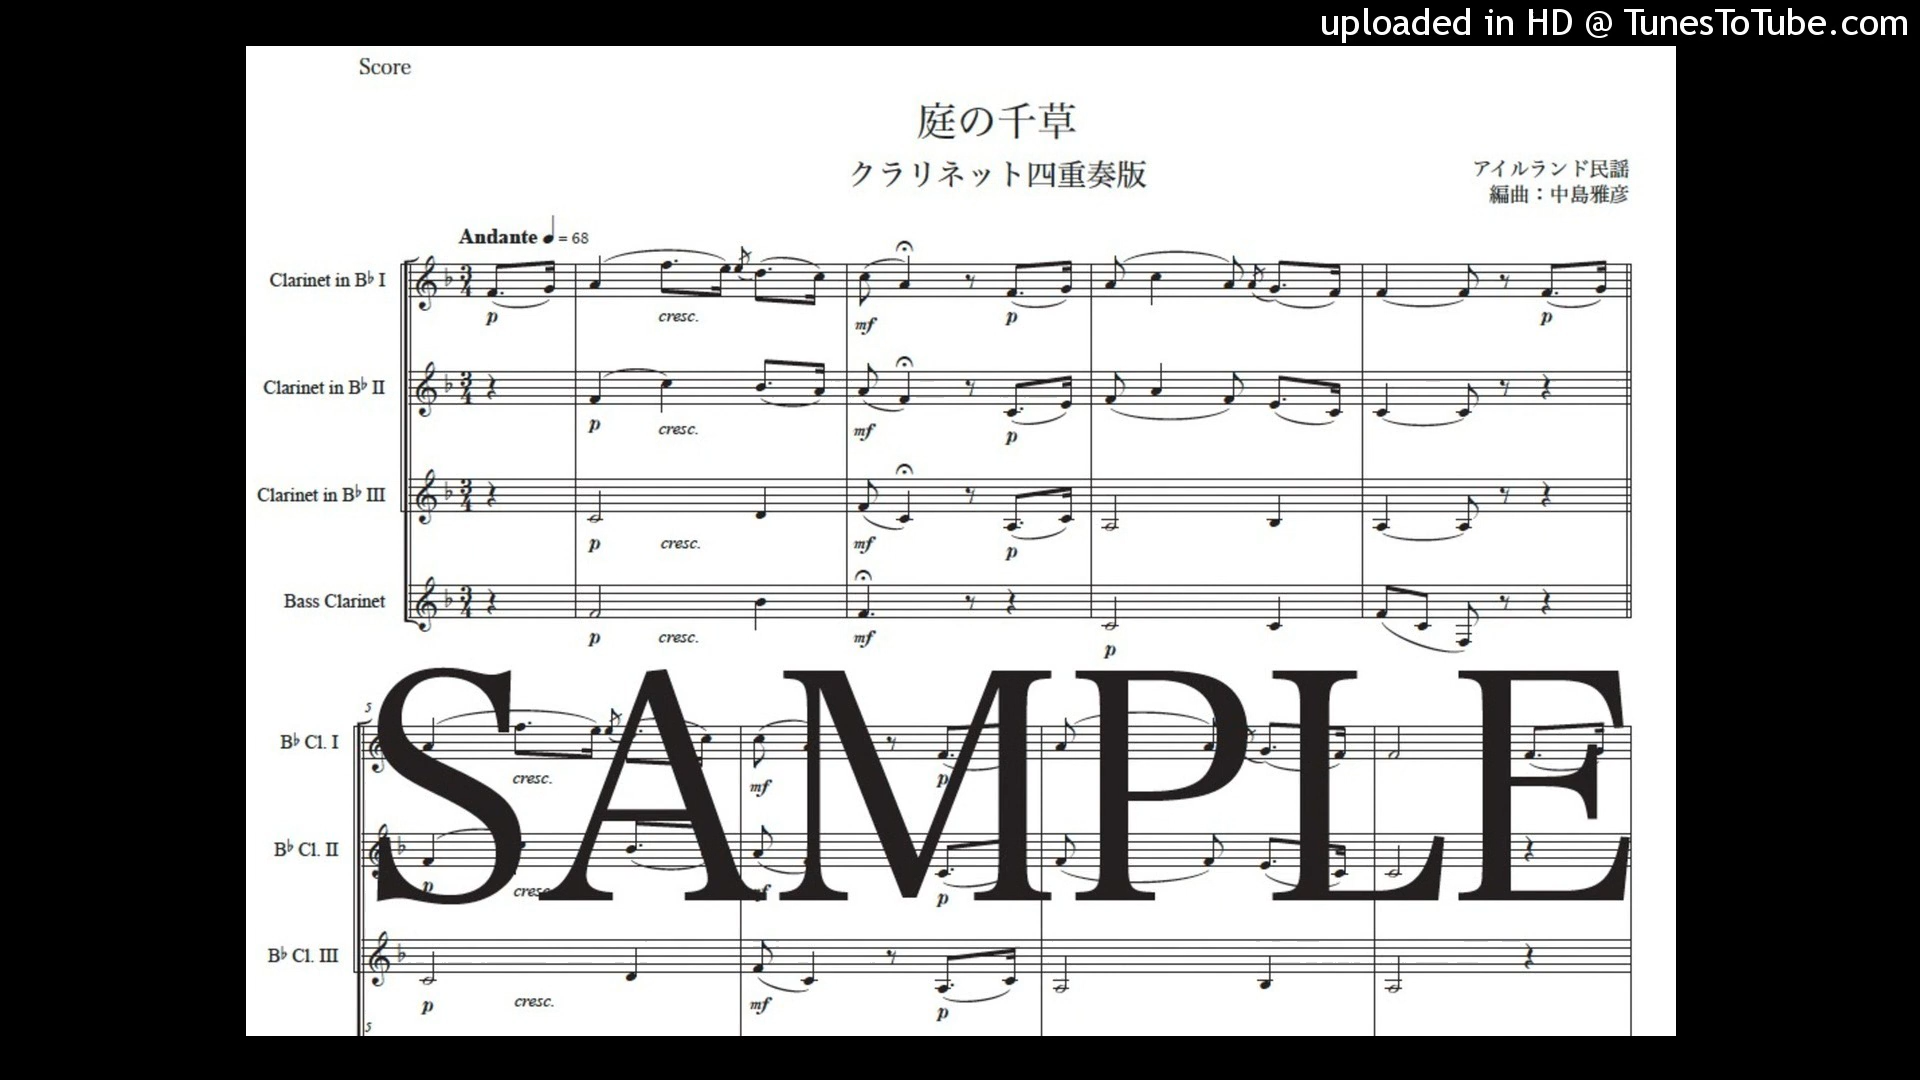 uploaded in HD @ TunesToTube.com
Score
庭の千草
クラリネット四重奏版
アイルランド民謡
編曲:中島雅彦
Andante ♩ = 68
Clarinet in B♭ I
p cresc. mf p p
Clarinet in B♭ II
p cresc. mf p
Clarinet in B♭ III
p cresc. mf p
Bass Clarinet
p cresc. mf p
SAMPLE
5
B♭ Cl. I
cresc. mf p
B♭ Cl. II
p cresc. mf p
B♭ Cl. III
p cresc. mf p
5